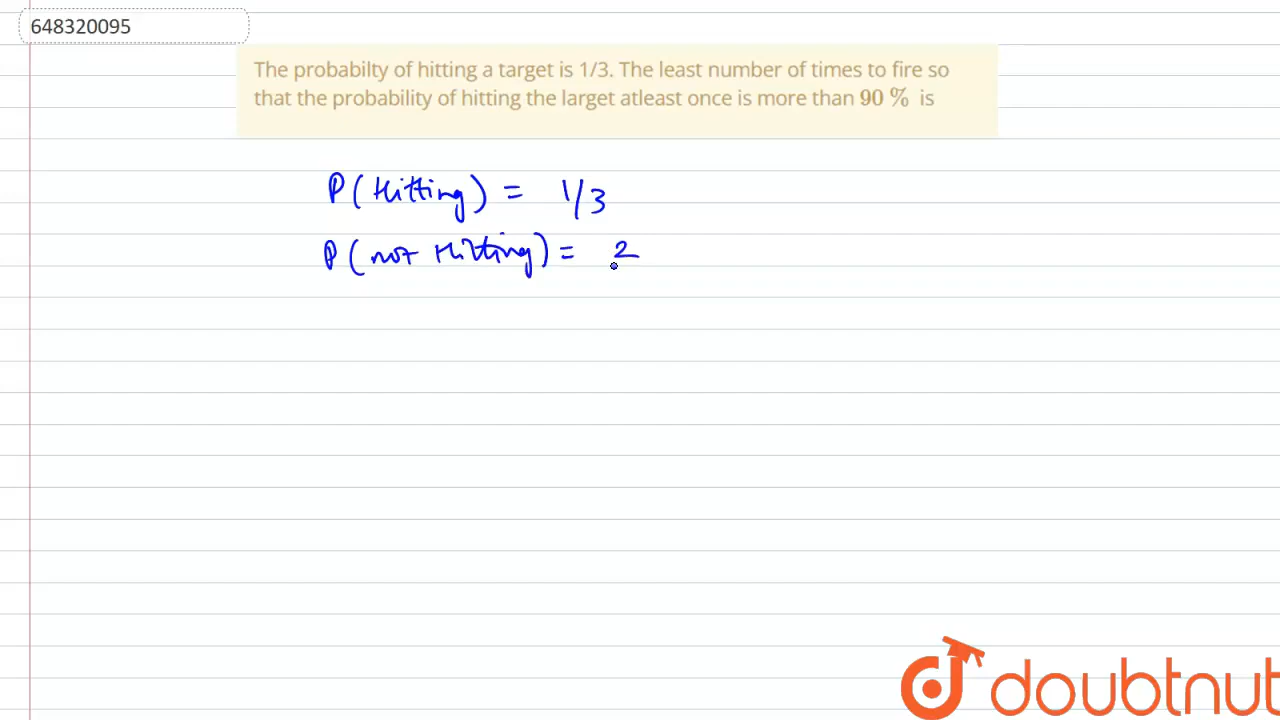 648320095
The probabilty of hitting a target is 1/3. The least number of times to fire so
that the probability of hitting the larget atleast once is more than 90 % is
P(Hitting) = 1/3
P(not Hitting) = 2
doubtnut